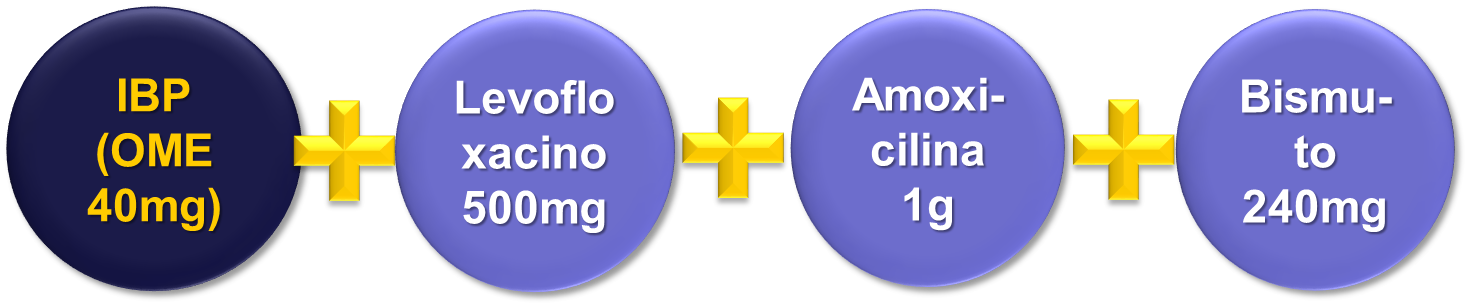 IBP
(OME
40mg)
Levoflo
xacino
500mg
Amoxi-
cilina
1g
Bismu-
to
240mg